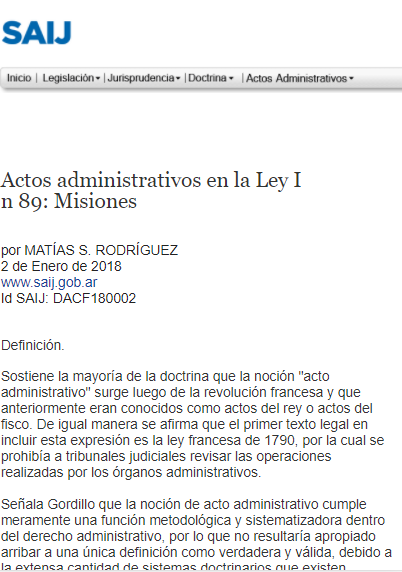 SAIJ
Inicio | Legislación | Jurisprudencia | Doctrina | Actos Administrativos
Actos administrativos en la Ley I
n 89: Misiones
por MATÍAS S. RODRÍGUEZ
2 de Enero de 2018
www.saij.gob.ar
Id SAIJ: DACF180002
Definición.
Sostiene la mayoría de la doctrina que la noción "acto
administrativo" surge luego de la revolución francesa y que
anteriormente eran conocidos como actos del rey o actos del
fisco. De igual manera se afirma que el primer texto legal en
incluir esta expresión es la ley francesa de 1790, por la cual se
prohibía a tribunales judiciales revisar las operaciones
realizadas por los órganos administrativos.
Señala Gordillo que la noción de acto administrativo cumple
meramente una función metodológica y sistematizadora dentro
del derecho administrativo, por lo que no resultaría apropiado
arribar a una única definición como verdadera y válida, debido a
la extensa cantidad de sistemas doctrinarios que existen